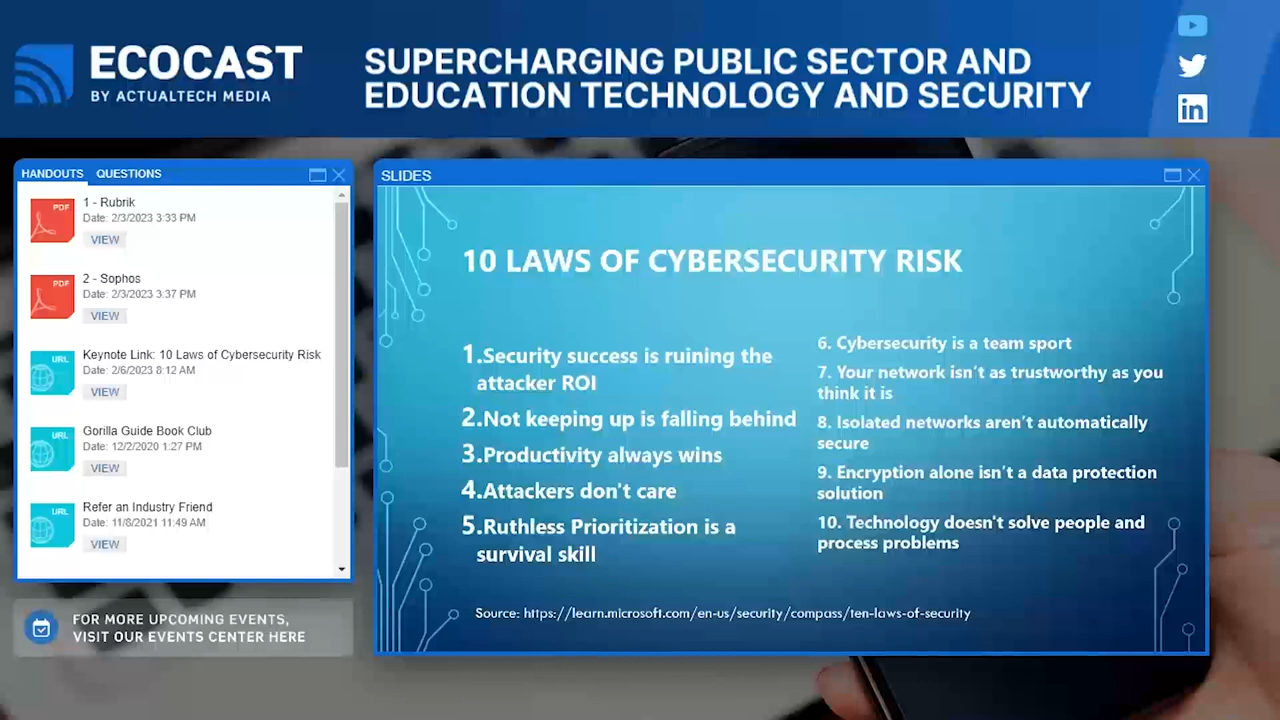 ECOCAST
BY ACTUALTECH MEDIA
SUPERCHARGING PUBLIC SECTOR AND
EDUCATION TECHNOLOGY AND SECURITY
HANDOUTS QUESTIONS
PDF
1 - Rubrik
Date: 2/3/2023 3:33 PM
VIEW
PDF
2 - Sophos
Date: 2/3/2023 3:37 PM
VIEW
URL
Keynote Link: 10 Laws of Cybersecurity Risk
Date: 2/6/2023 8:12 AM
VIEW
URL
Gorilla Guide Book Club
Date: 12/2/2020 1:27 PM
VIEW
URL
Refer an Industry Friend
Date: 11/8/2021 11:49 AM
VIEW
FOR MORE UPCOMING EVENTS,
VISIT OUR EVENTS CENTER HERE
SLIDES
10 LAWS OF CYBERSECURITY RISK
1.Security success is ruining the
attacker ROI
2.Not keeping up is falling behind
3.Productivity always wins
4.Attackers don't care
5.Ruthless Prioritization is a
survival skill
6. Cybersecurity is a team sport
7. Your network isn’t as trustworthy as you
think it is
8. Isolated networks aren’t automatically
secure
9. Encryption alone isn’t a data protection
solution
10. Technology doesn't solve people and
process problems
Source: https://learn.microsoft.com/en-us/security/compass/ten-laws-of-security
in